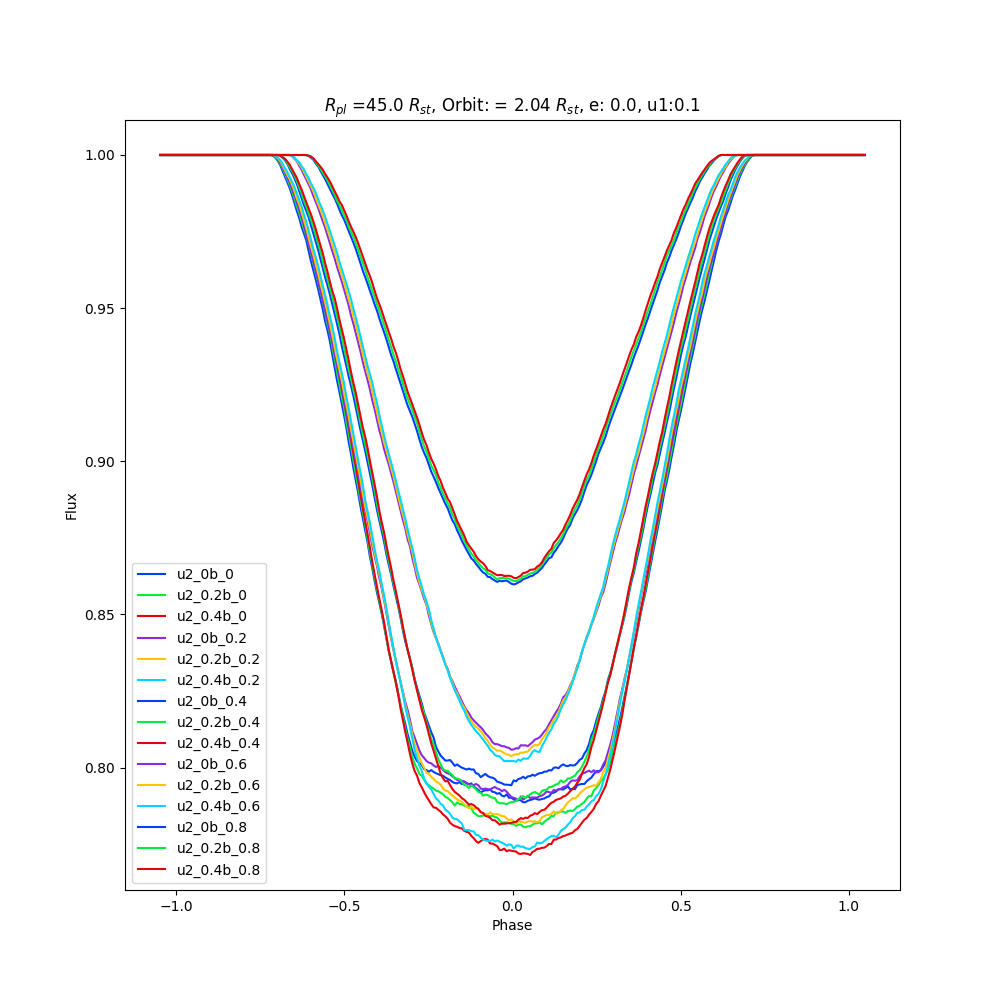 R_pl =45.0 R_st, Orbit: = 2.04 R_st, e: 0.0, u1:0.1
1.00
0.95
0.90
0.85
0.80
Flux
u2_0b_0
u2_0.2b_0
u2_0.4b_0
u2_0b_0.2
u2_0.2b_0.2
u2_0.4b_0.2
u2_0b_0.4
u2_0.2b_0.4
u2_0.4b_0.4
u2_0b_0.6
u2_0.2b_0.6
u2_0.4b_0.6
u2_0b_0.8
u2_0.2b_0.8
u2_0.4b_0.8
−1.0 −0.5 0.0 0.5 1.0
Phase